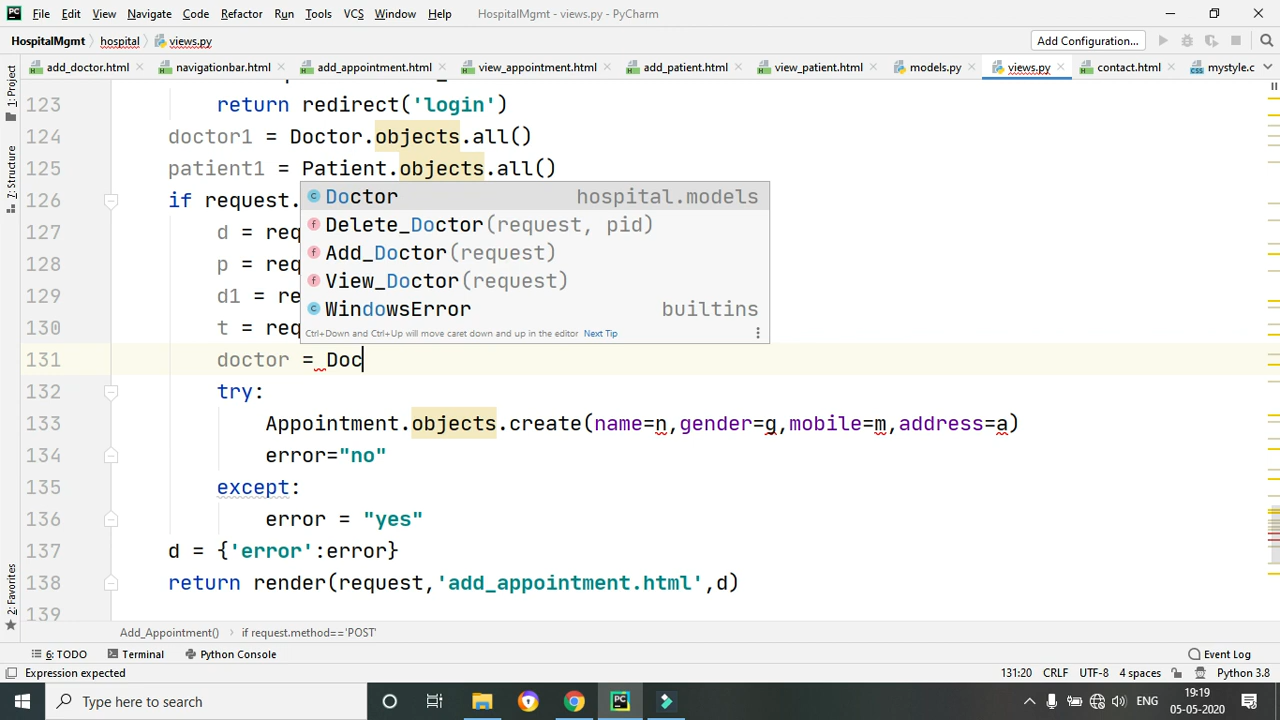 PC File Edit View Navigate Code Refactor Run Tools VCS Window Help HospitalMgmt - views.py - PyCharm
HospitalMgmt hospital views.py Add Configuration...
add_doctor.html navigationbar.html add_appointment.html view_appointment.html add_patient.html view_patient.html models.py views.py contact.html mystyle.c
1: Project
7: Structure
2: Favorites
123 return redirect('login')
124 doctor1 = Doctor.objects.all()
125 patient1 = Patient.objects.all()
126 if request.
127 d = req
128 p = req
129 d1 = re
130 t = req
Doctor hospital.models
Delete_Doctor(request, pid)
Add_Doctor(request)
View_Doctor(request)
WindowsError builtins
Ctrl+Down and Ctrl+Up will move caret down and up in the editor Next Tip
131 doctor = Doc
132 try:
133 Appointment.objects.create(name=n,gender=g,mobile=m,address=a)
134 error="no"
135 except:
136 error = "yes"
137 d = {'error':error}
138 return render(request,'add_appointment.html',d)
139
Add_Appointment() if request.method=='POST'
6: TODO Terminal Python Console Event Log
Expression expected 131:20 CRLF UTF-8 4 spaces Python 3.8
Type here to search ENG 19:19
05-05-2020